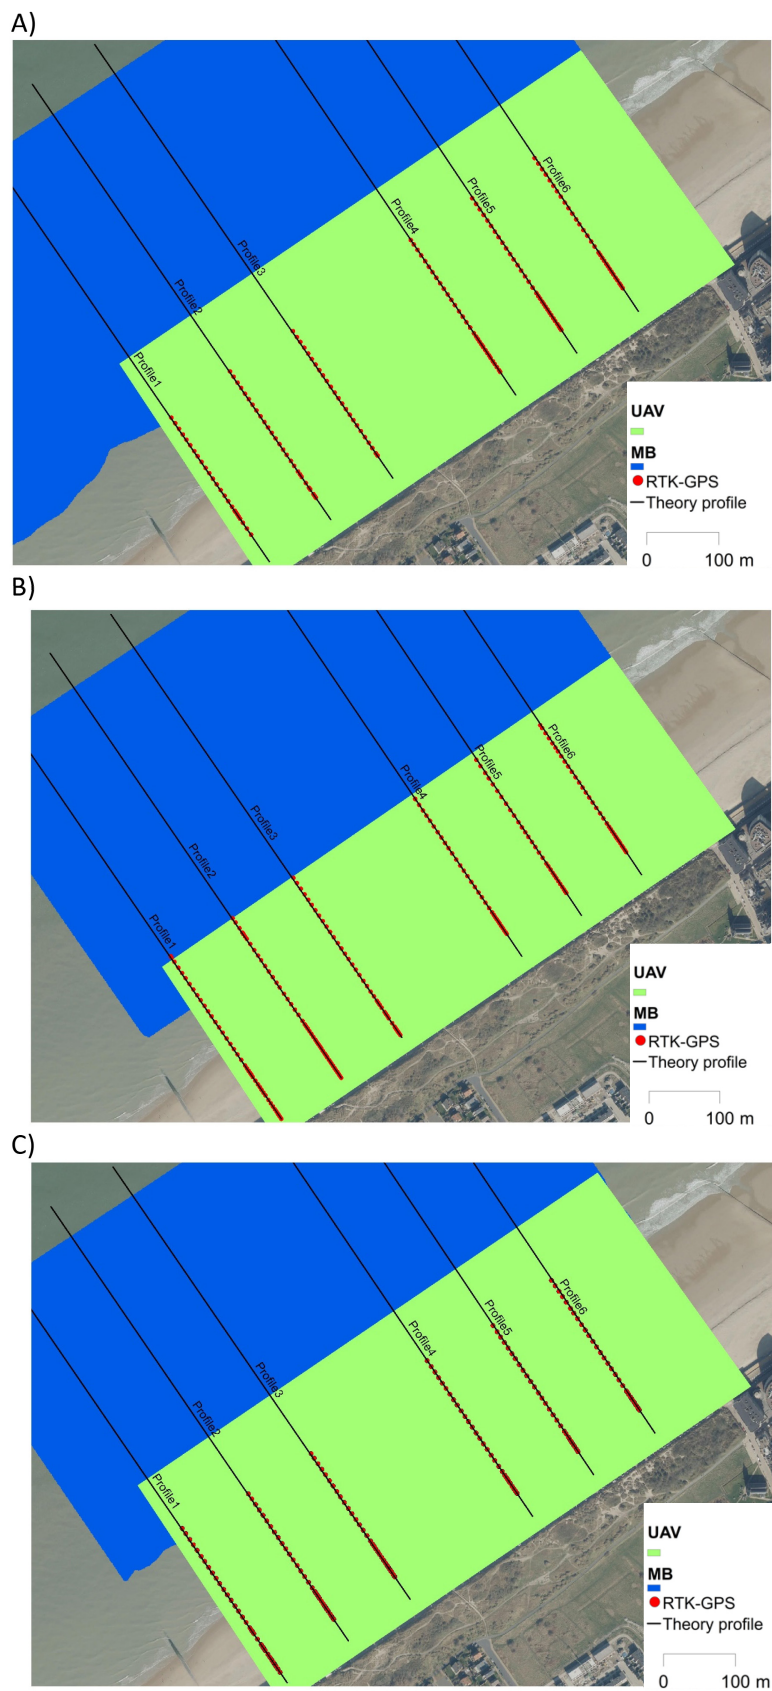 A)
Profile6
Profile5
Profile4
Profile3
Profile2
Profile1
UAV
MB
RTK-GPS
Theory profile
0 100 m
B)
Profile6
Profile5
Profile4
Profile3
Profile2
Profile1
UAV
MB
RTK-GPS
Theory profile
0 100 m
C)
Profile6
Profile5
Profile4
Profile3
Profile2
Profile1
UAV
MB
RTK-GPS
Theory profile
0 100 m